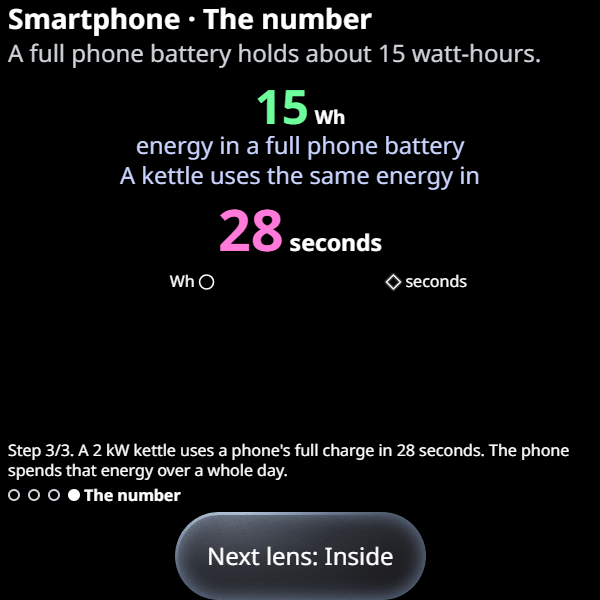 Smartphone · The number
A full phone battery holds about 15 watt-hours.
15 Wh
energy in a full phone battery
A kettle uses the same energy in
28 seconds
Wh
seconds
Step 3/3. A 2 kW kettle uses a phone's full charge in 28 seconds. The phone
spends that energy over a whole day.
The number
Next lens: Inside